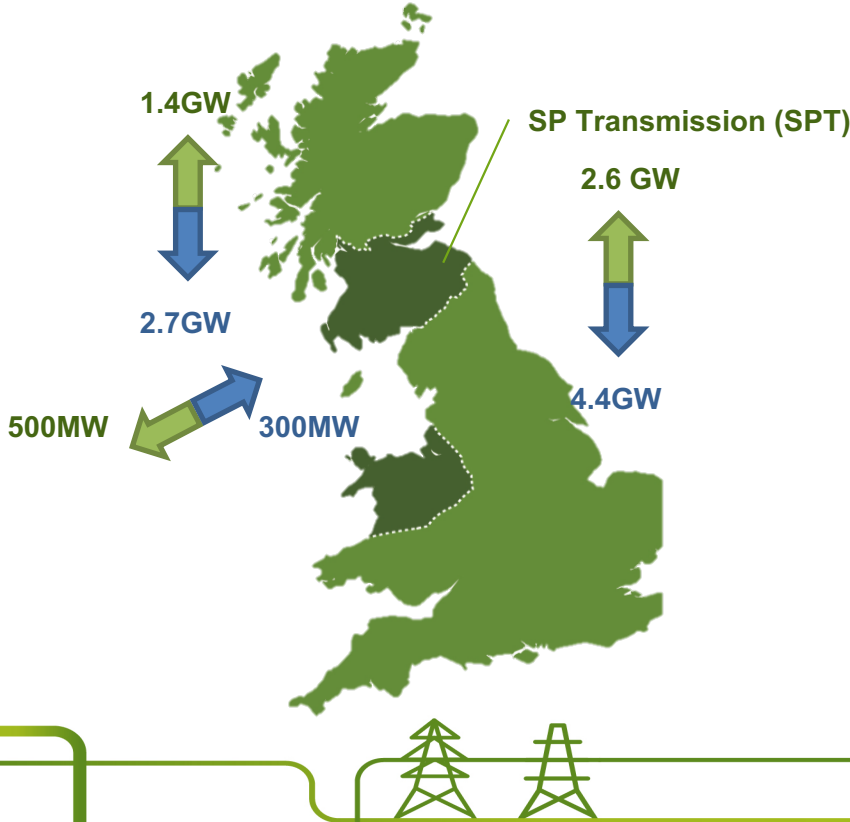 1.4GW
SP Transmission (SPT)
2.6 GW
2.7GW
4.4GW
500MW
300MW